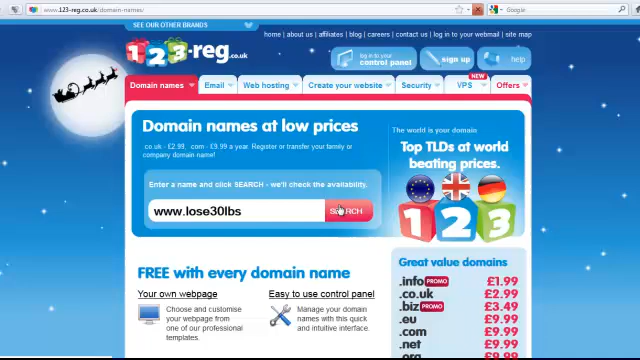 www.123-reg.co.uk/domain-names/
Google
SEE OUR OTHER BRANDS
home | about us | affiliates | blog | careers | contact us | log in to your webmail | site map
123-reg.co.uk
log in to your
control panel
sign up
help
NEW
Domain names
Email
Web hosting
Create your website
Security
VPS
Offers
Domain names at low prices
.co.uk - £2.99, .com - £9.99 a year. Register or transfer your family or
company domain name!
Enter a name and click SEARCH - we'll check the availability.
www.lose30lbs
SEARCH
The world is your domain
Top TLDs at world
beating prices.
1 2 3
FREE with every domain name
Your own webpage
Choose and customise
your webpage from
one of our professional
templates.
Easy to use control panel
Manage your domain
names with this quick
and intuitive interface.
Great value domains
.info PROMO £1.99
.co.uk £2.99
.biz PROMO £3.49
.eu £9.99
.com £9.99
.net £9.99
.org £9.99